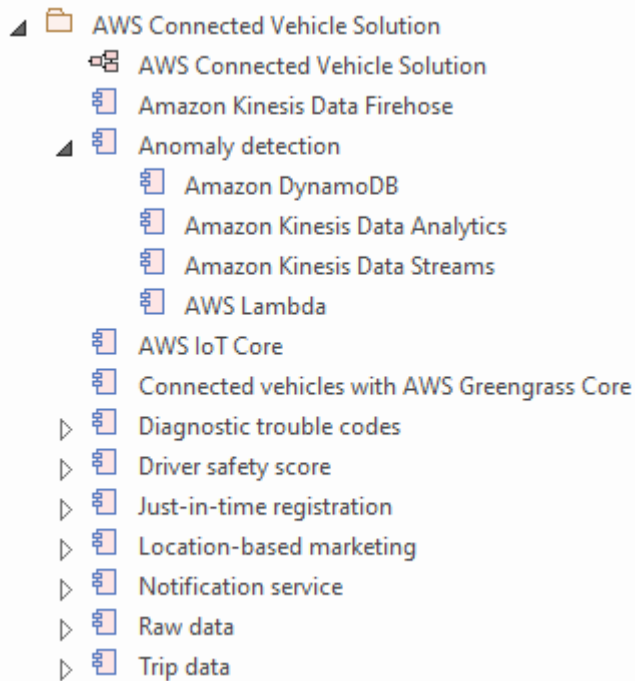 AWS Connected Vehicle Solution
AWS Connected Vehicle Solution
Amazon Kinesis Data Firehose
Anomaly detection
Amazon DynamoDB
Amazon Kinesis Data Analytics
Amazon Kinesis Data Streams
AWS Lambda
AWS IoT Core
Connected vehicles with AWS Greengrass Core
Diagnostic trouble codes
Driver safety score
Just-in-time registration
Location-based marketing
Notification service
Raw data
Trip data